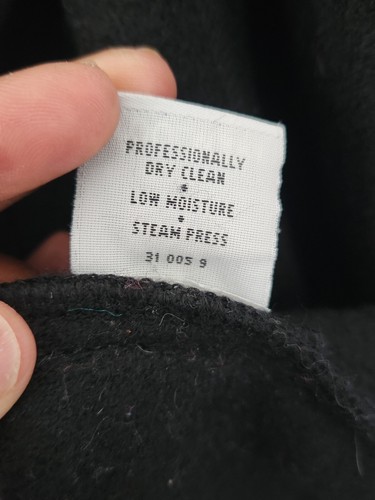 PROFESSIONALLY
DRY CLEAN
•
LOW MOISTURE
•
STEAM PRESS
31 005 9